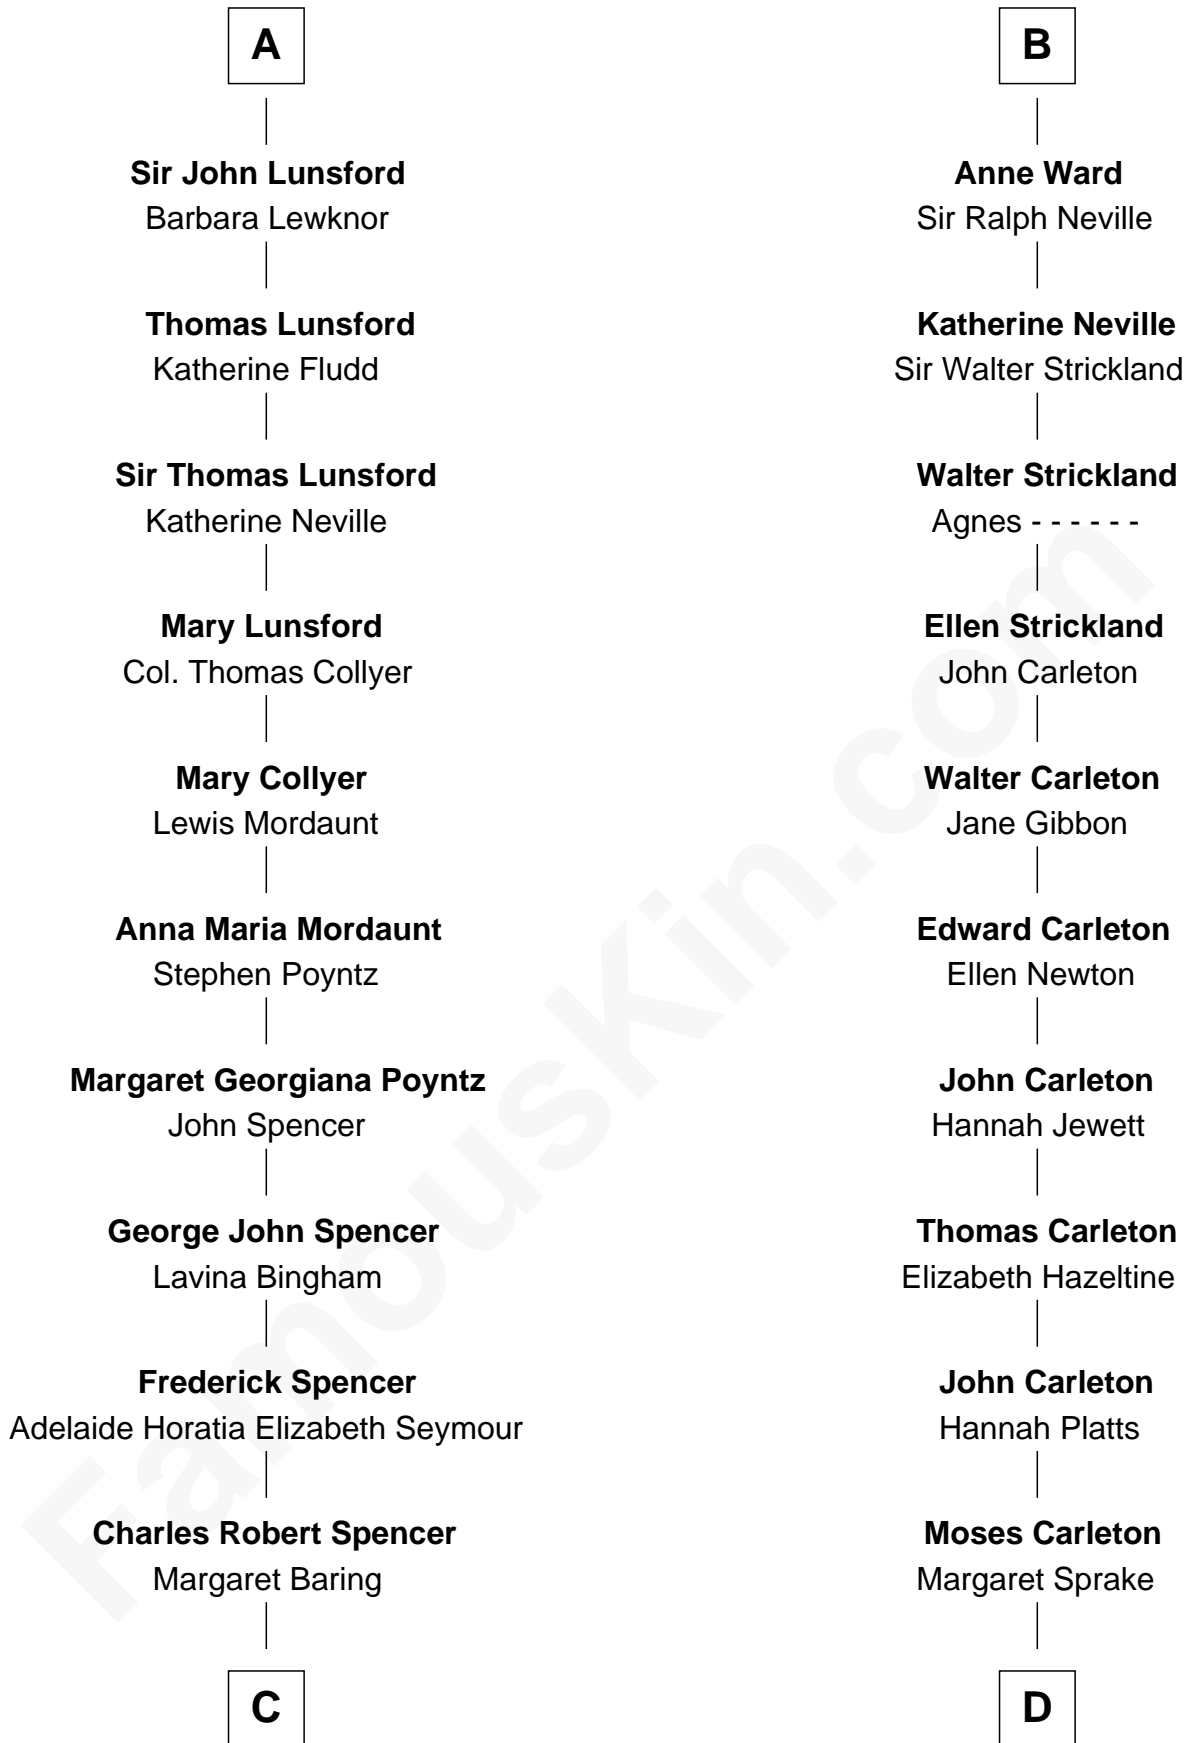 A
Sir John Lunsford
Barbara Lewknor
Thomas Lunsford
Katherine Fludd
Sir Thomas Lunsford
Katherine Neville
Mary Lunsford
Col. Thomas Collyer
Mary Collyer
Lewis Mordaunt
Anna Maria Mordaunt
Stephen Poyntz
Margaret Georgiana Poyntz
John Spencer
George John Spencer
Lavina Bingham
Frederick Spencer
Adelaide Horatia Elizabeth Seymour
Charles Robert Spencer
Margaret Baring
C
B
Anne Ward
Sir Ralph Neville
Katherine Neville
Sir Walter Strickland
Walter Strickland
Agnes - - - - - -
Ellen Strickland
John Carleton
Walter Carleton
Jane Gibbon
Edward Carleton
Ellen Newton
John Carleton
Hannah Jewett
Thomas Carleton
Elizabeth Hazeltine
John Carleton
Hannah Platts
Moses Carleton
Margaret Sprake
D
FamousKin.com